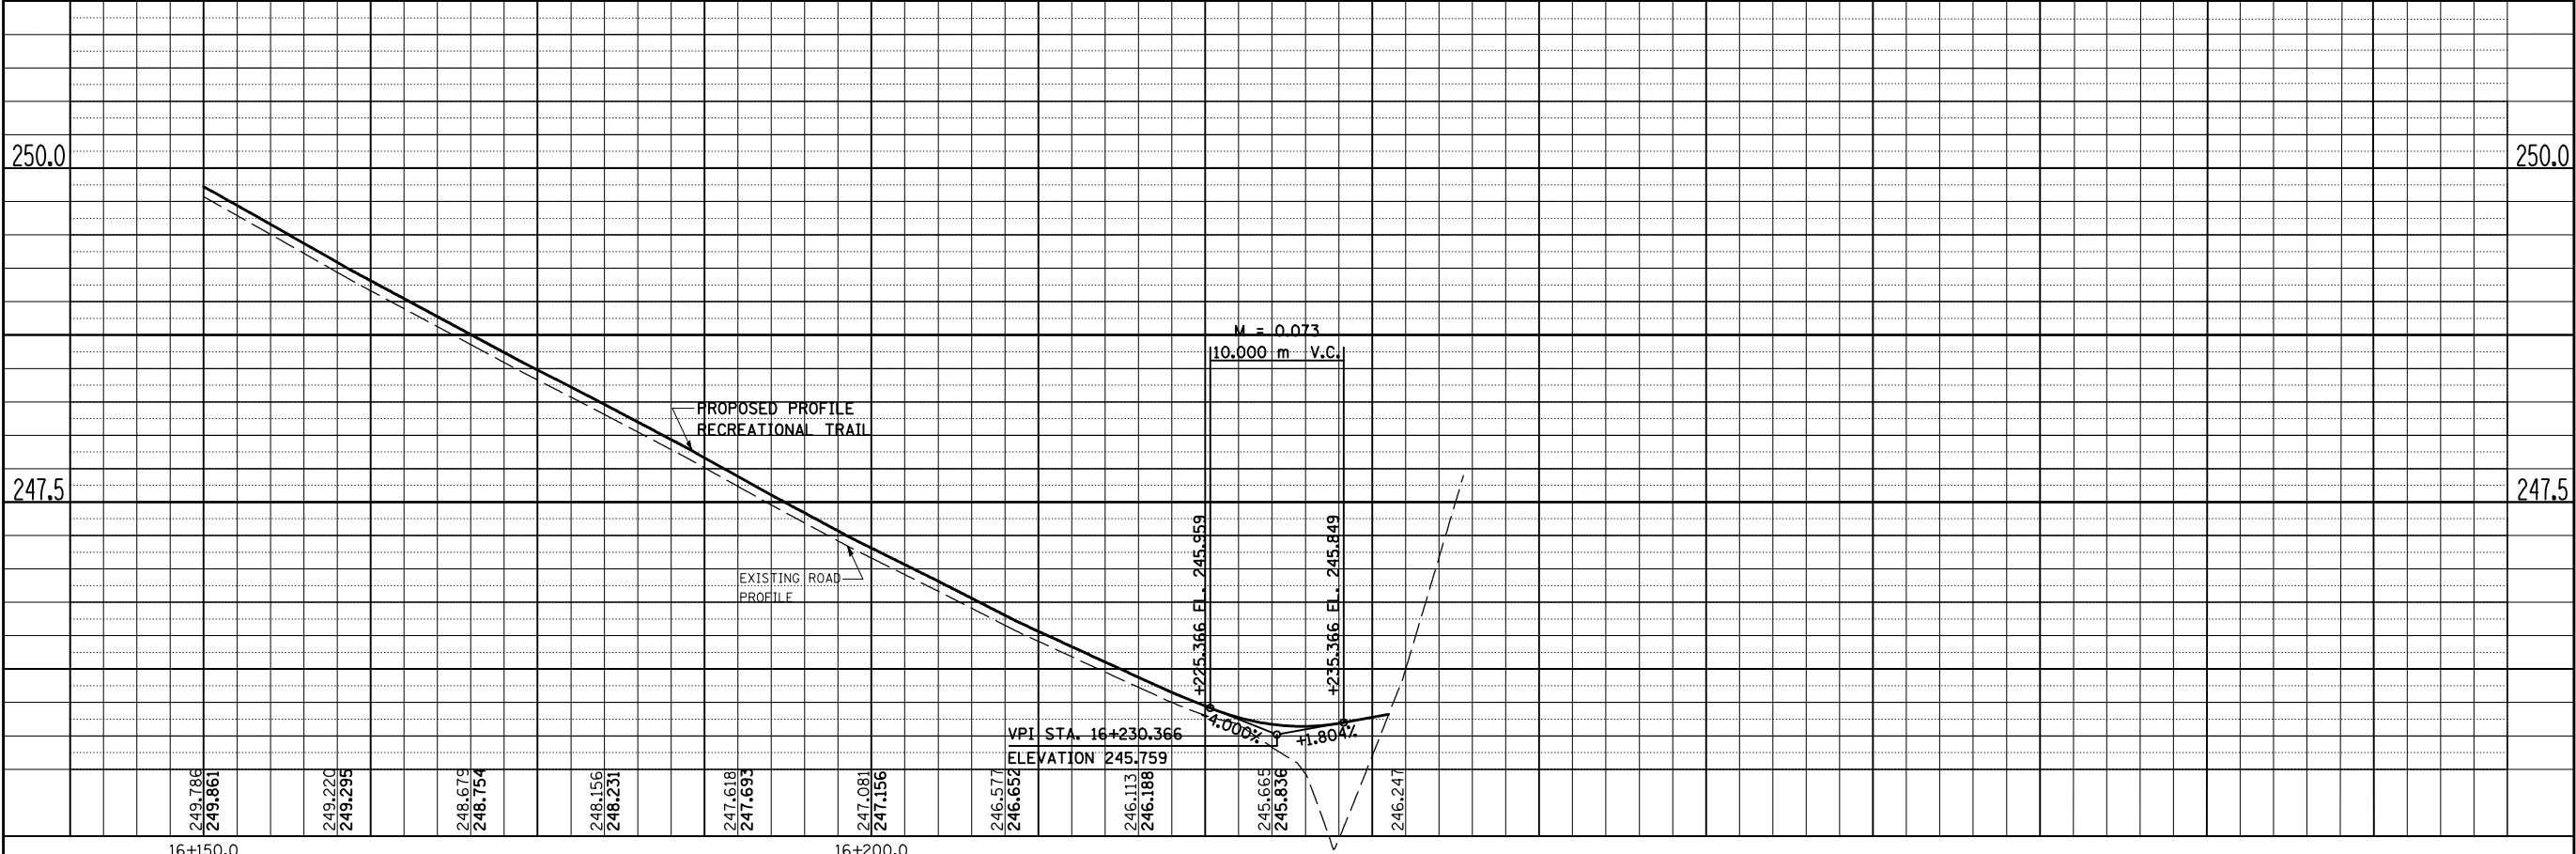 250.0
250.0
M = 0.073
10.000 m V.C.
PROPOSED PROFILE
RECREATIONAL TRAIL
247.5
247.5
+225.366 EL. 245.959
+235.366 EL. 245.849
EXISTING ROAD
PROFILE
-4.000%
+1.804%
VPI STA. 16+230.366
ELEVATION 245.759
249.786
249.861
249.220
249.295
248.679
248.754
248.156
248.231
247.618
247.693
247.081
247.156
246.577
246.652
246.113
246.188
245.665
245.836
246.247
16+150.0
16+200.0